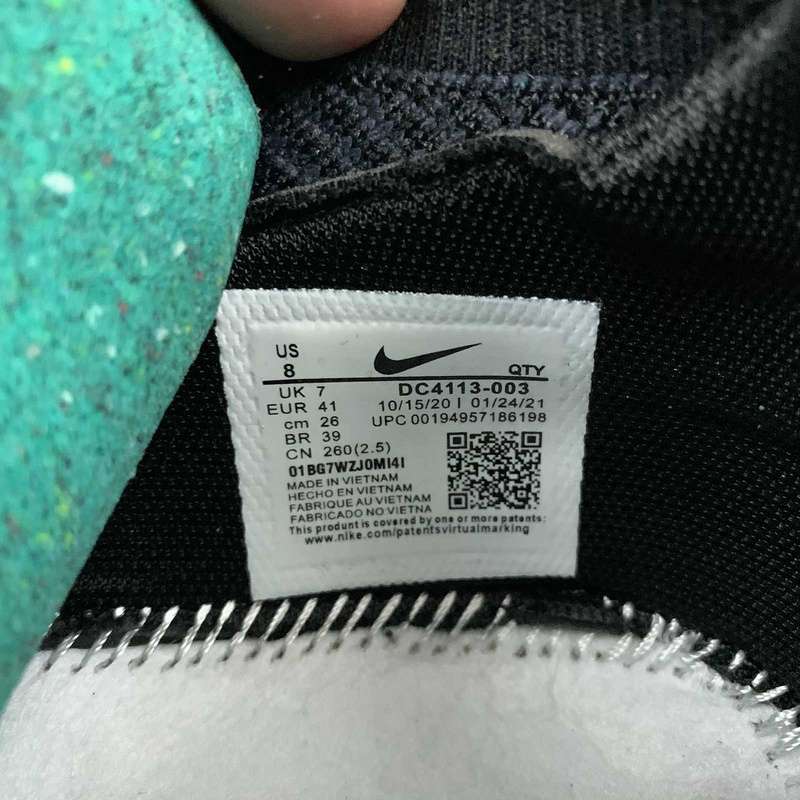 US
8
QTY
UK 7
DC4113-003
EUR 41
10/15/20 I 01/24/21
cm 26
UPC 00194957186198
BR 39
CN 260(2.5)
01BG7WZJ0MI4I
MADE IN VIETNAM
HECHO EN VIETNAM
FABRIQUE AU VIETNAM
FABRICADO NO VIETNA
This product is covered by one or more patents:
www.nike.com/patentsvirtualmarking